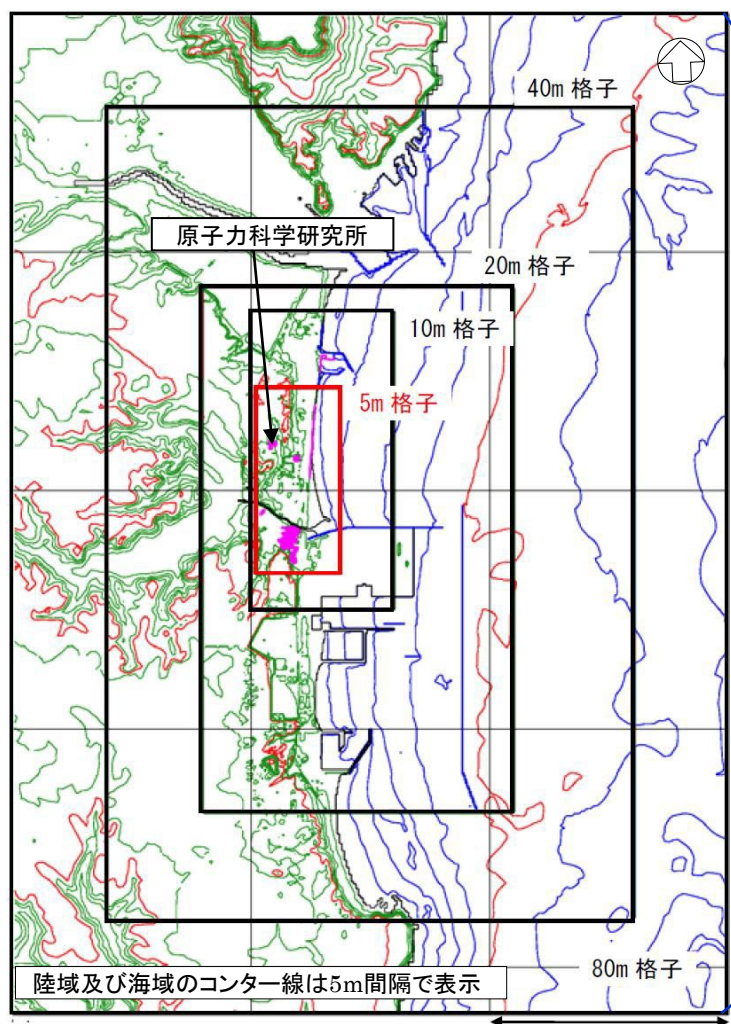 40m 格子
原子力科学研究所
20m 格子
10m 格子
5m 格子
80m 格子
陸域及び海域のコンター線は5m間隔で表示